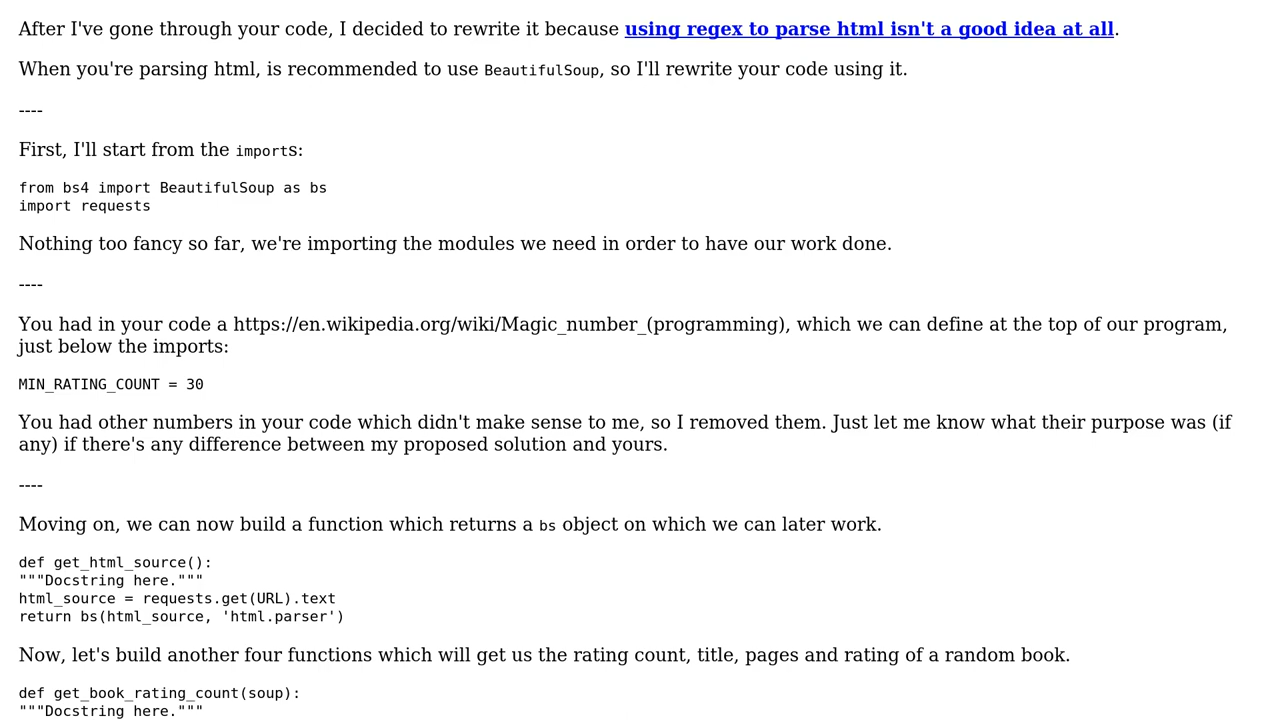 After I've gone through your code, I decided to rewrite it because using regex to parse html isn't a good idea at all.
When you're parsing html, is recommended to use BeautifulSoup, so I'll rewrite your code using it.
----
First, I'll start from the imports:
from bs4 import BeautifulSoup as bs
import requests
Nothing too fancy so far, we're importing the modules we need in order to have our work done.
----
You had in your code a https://en.wikipedia.org/wiki/Magic_number_(programming), which we can define at the top of our program,
just below the imports:
MIN_RATING_COUNT = 30
You had other numbers in your code which didn't make sense to me, so I removed them. Just let me know what their purpose was (if
any) if there's any difference between my proposed solution and yours.
----
Moving on, we can now build a function which returns a bs object on which we can later work.
def get_html_source():
"""Docstring here."""
html_source = requests.get(URL).text
return bs(html_source, 'html.parser')
Now, let's build another four functions which will get us the rating count, title, pages and rating of a random book.
def get_book_rating_count(soup):
"""Docstring here."""